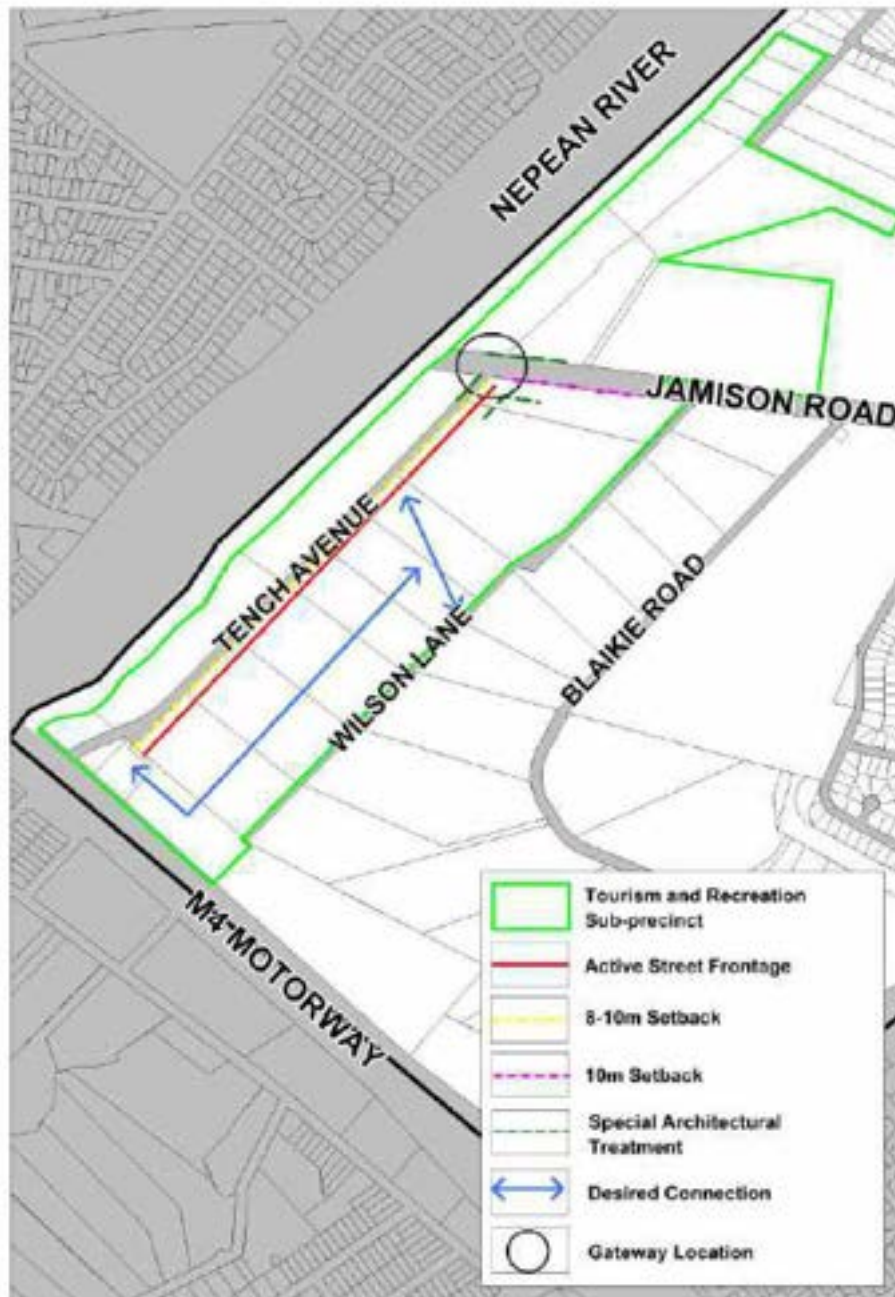 NEPEAN RIVER
JAMISON ROAD
TENCH AVENUE
WILSON LANE
BLAIKIE ROAD
M4 MOTORWAY
Tourism and Recreation
Sub-precinct
Active Street Frontage
8-10m Setback
10m Setback
Special Architectural
Treatment
Desired Connection
Gateway Location